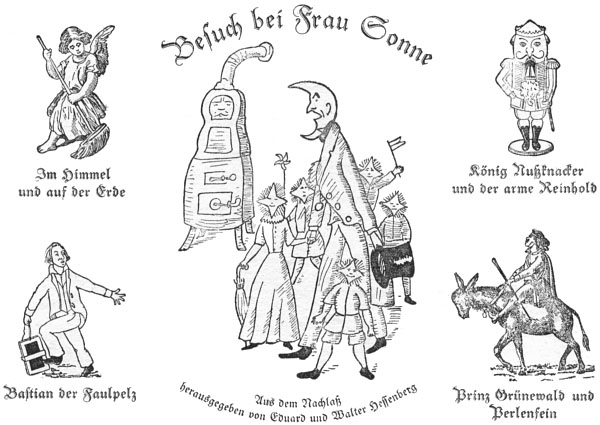 Besuch bei Frau Sonne
Im Himmel
und auf der Erde
König Nußknacker
und der arme Reinhold
Bastian der Faulpelz
Prinz Grünewald und
Perlenfein
Aus dem Nachlaß
herausgegeben von Eduard und Walter Hessenberg